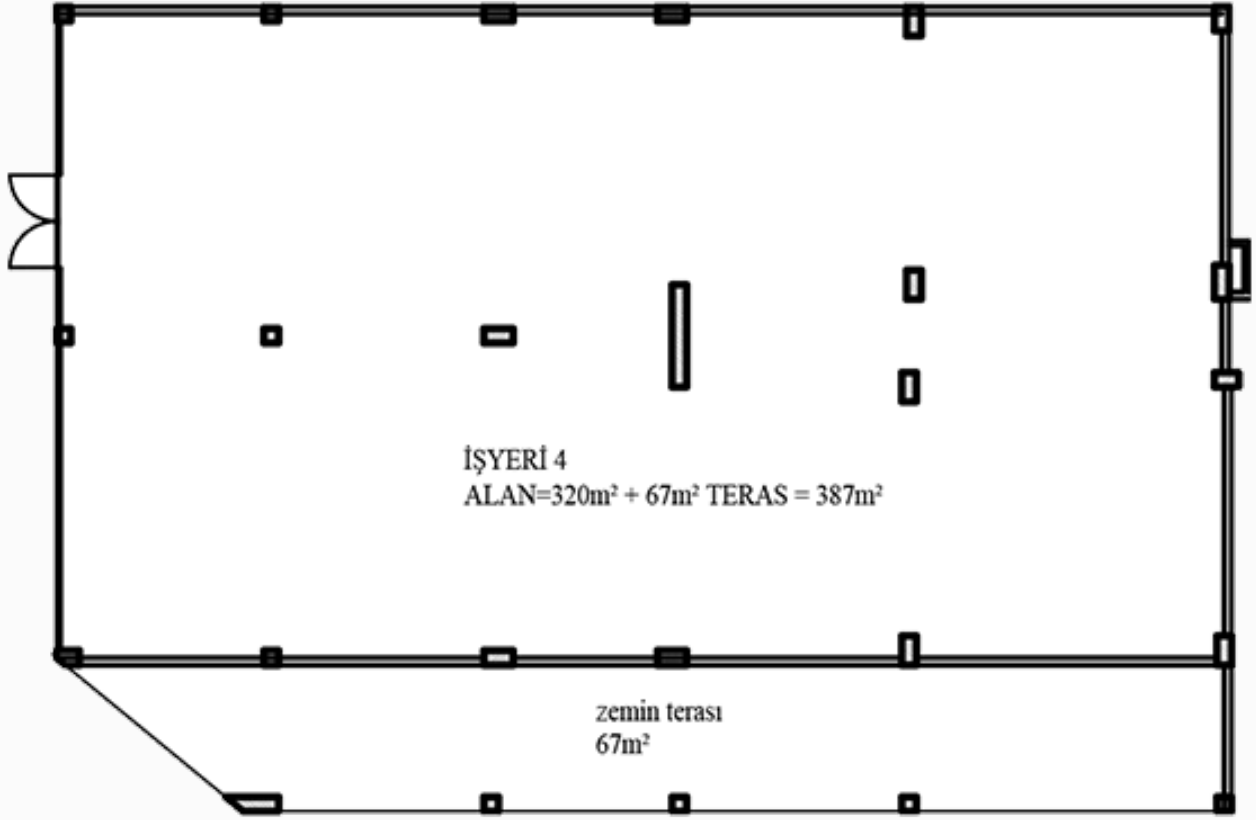 İŞYERİ 4
ALAN=320m² + 67m² TERAS = 387m²
zemin terası
67m²